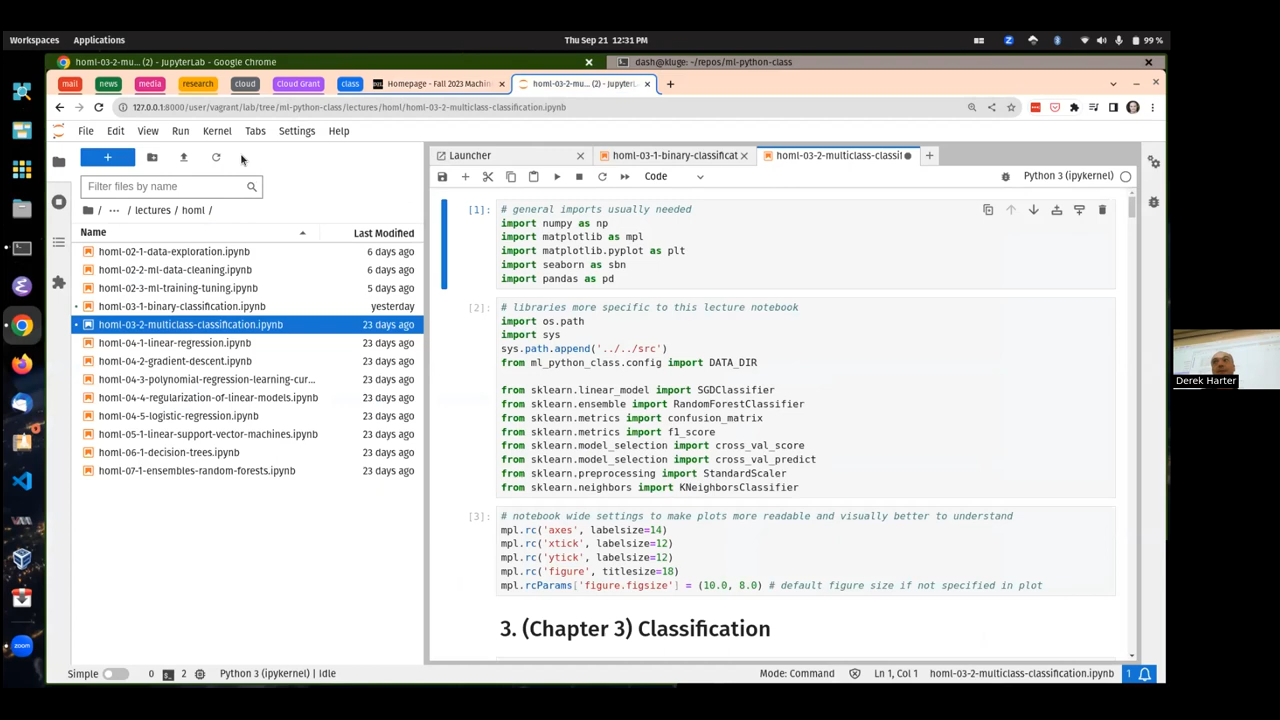 Workspaces Applications Thu Sep 21 12:31 PM 99 %
homl-03-2-mu... (2) - JupyterLab - Google Chrome dash@kluge: ~/repos/ml-python-class
mail news media research cloud Cloud Grant class Homepage - Fall 2023 Machin homl-03-2-mu... (2) - JupyterL
127.0.0.1:8000/user/vagrant/lab/tree/ml-python-class/lectures/homl/homl-03-2-multiclass-classification.ipynb
File Edit View Run Kernel Tabs Settings Help
Launcher homl-03-1-binary-classificat homl-03-2-multiclass-classif
Code Python 3 (ipykernel)
Filter files by name
/ ... / lectures / homl /
Name Last Modified
homl-02-1-data-exploration.ipynb 6 days ago
homl-02-2-ml-data-cleaning.ipynb 6 days ago
homl-02-3-ml-training-tuning.ipynb 5 days ago
homl-03-1-binary-classification.ipynb yesterday
homl-03-2-multiclass-classification.ipynb 23 days ago
homl-04-1-linear-regression.ipynb 23 days ago
homl-04-2-gradient-descent.ipynb 23 days ago
homl-04-3-polynomial-regression-learning-cur... 23 days ago
homl-04-4-regularization-of-linear-models.ipynb 23 days ago
homl-04-5-logistic-regression.ipynb 23 days ago
homl-05-1-linear-support-vector-machines.ipynb 23 days ago
homl-06-1-decision-trees.ipynb 23 days ago
homl-07-1-ensembles-random-forests.ipynb 23 days ago
[1]: # general imports usually needed
import numpy as np
import matplotlib as mpl
import matplotlib.pyplot as plt
import seaborn as sbn
import pandas as pd
[2]: # libraries more specific to this lecture notebook
import os.path
import sys
sys.path.append('../../src')
from ml_python_class.config import DATA_DIR
from sklearn.linear_model import SGDClassifier
from sklearn.ensemble import RandomForestClassifier
from sklearn.metrics import confusion_matrix
from sklearn.metrics import f1_score
from sklearn.model_selection import cross_val_score
from sklearn.model_selection import cross_val_predict
from sklearn.preprocessing import StandardScaler
from sklearn.neighbors import KNeighborsClassifier
[3]: # notebook wide settings to make plots more readable and visually better to understand
mpl.rc('axes', labelsize=14)
mpl.rc('xtick', labelsize=12)
mpl.rc('ytick', labelsize=12)
mpl.rc('figure', titlesize=18)
mpl.rcParams['figure.figsize'] = (10.0, 8.0) # default figure size if not specified in plot
3. (Chapter 3) Classification
Derek Harter
zoom
Simple 0 2 Python 3 (ipykernel) | Idle Mode: Command Ln 1, Col 1 homl-03-2-multiclass-classification.ipynb 1